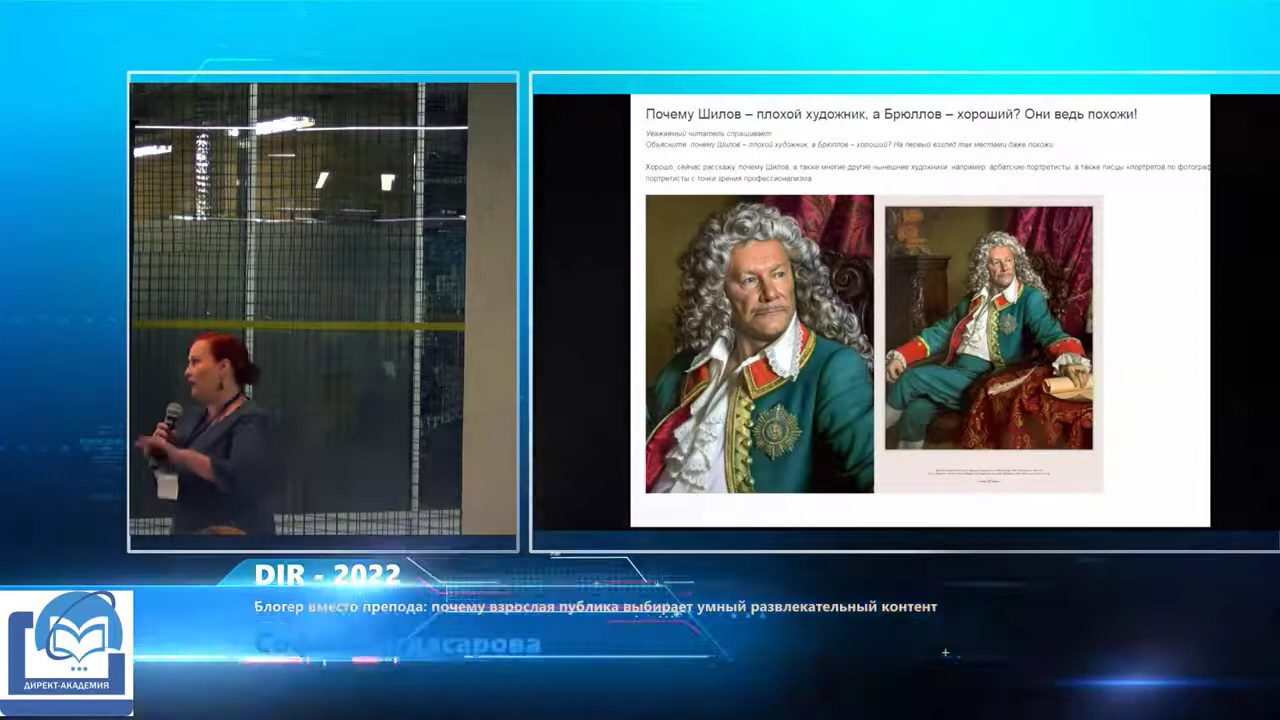 Почему Шилов – плохой художник, а Брюллов – хороший? Они ведь похожи!
Уважаемый читатель спрашивает:
Объясните, почему Шилов – плохой художник, а Брюллов – хороший? На первый взгляд так местами даже похожи.
Хорошо, сейчас расскажу, почему Шилов, а также многие другие нынешние художники, например, арбатские портретисты, а также писцы «портретов по фотограф
портретисты с точки зрения профессионализма
DIR - 2022
Блогер вместо препода: почему взрослая публика выбирает умный развлекательный контент
ДИРЕКТ-АКАДЕМИЯ